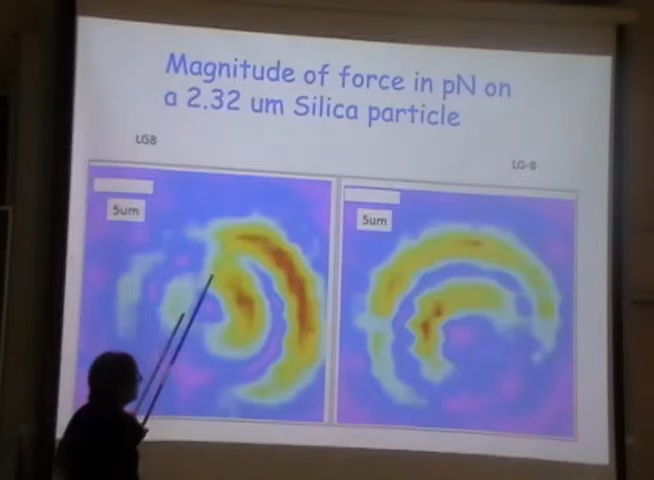 Magnitude of force in pN on
a 2.32 um Silica particle
LG8
LG-8
5um
5um